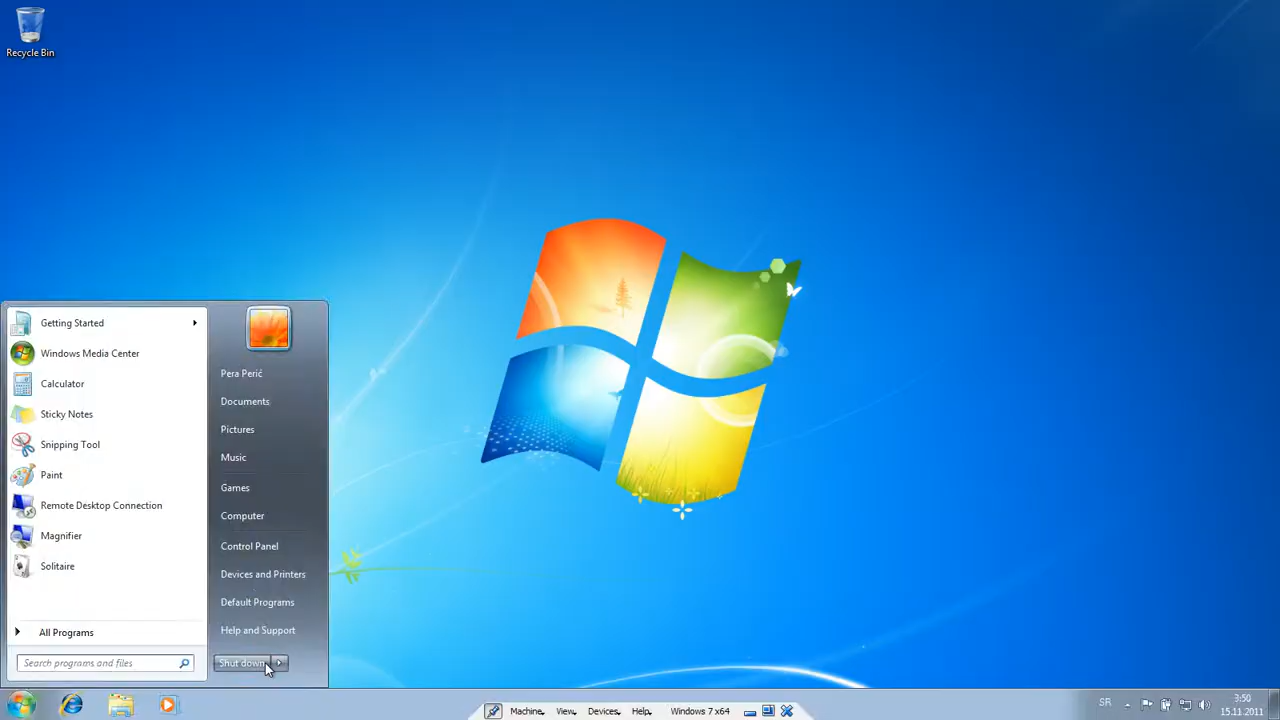 Recycle Bin
Getting Started
Windows Media Center
Calculator
Sticky Notes
Snipping Tool
Paint
Remote Desktop Connection
Magnifier
Solitaire
All Programs
Search programs and files
Pera Perić
Documents
Pictures
Music
Games
Computer
Control Panel
Devices and Printers
Default Programs
Help and Support
Shut down
Machine
View
Devices
Help
Windows 7 x64
SR
3:50
15.11.2011